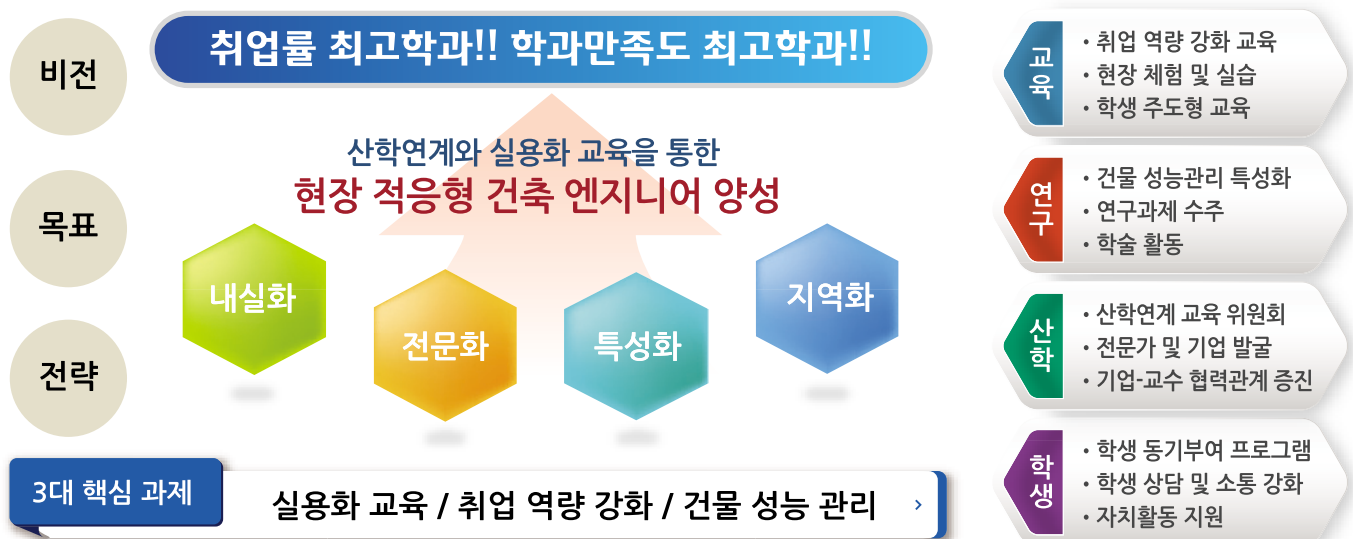 비전
취업률 최고학과!! 학과만족도 최고학과!!
목표
산학연계와 실용화 교육을 통한
현장 적응형 건축 엔지니어 양성
전략
내실화
전문화
특성화
지역화
3대 핵심 과제
실용화 교육 / 취업 역량 강화 / 건물 성능 관리 ›
교육
• 취업 역량 강화 교육
• 현장 체험 및 실습
• 학생 주도형 교육
연구
• 건물 성능관리 특성화
• 연구과제 수주
• 학술 활동
산학
• 산학연계 교육 위원회
• 전문가 및 기업 발굴
• 기업-교수 협력관계 증진
학생
• 학생 동기부여 프로그램
• 학생 상담 및 소통 강화
• 자치활동 지원